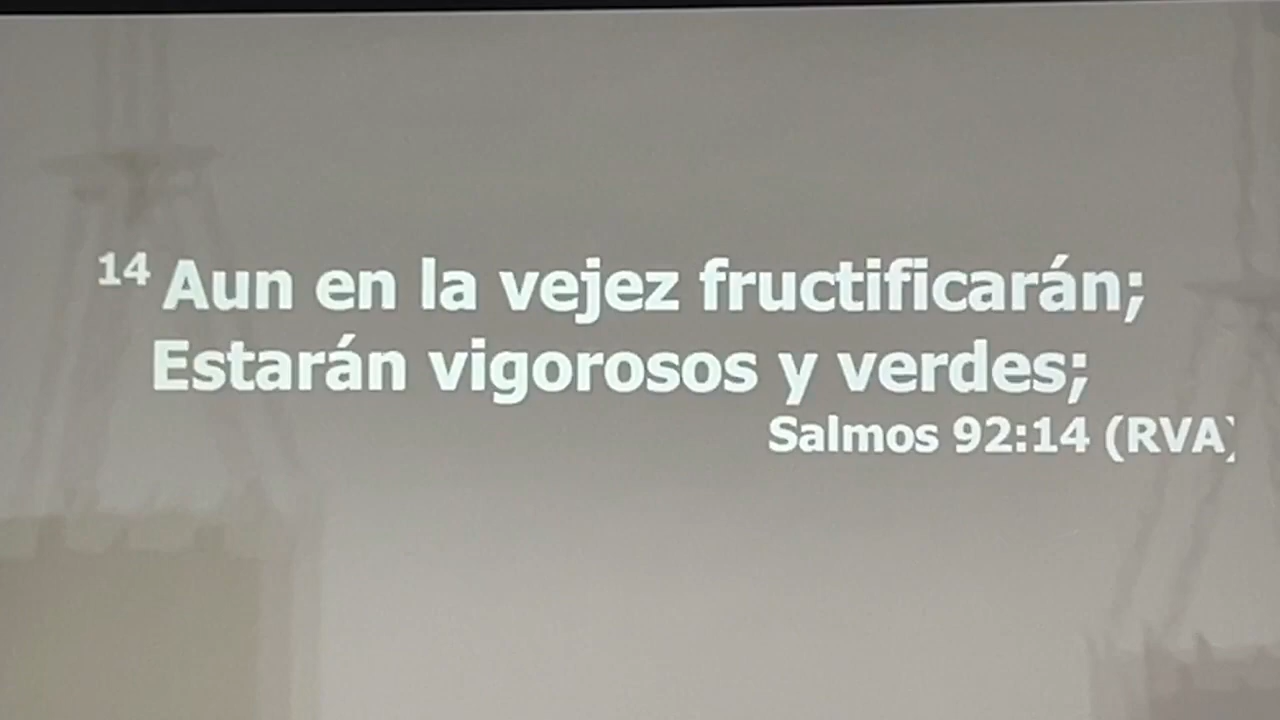 14 Aun en la vejez fructificarán;
Estarán vigorosos y verdes;
Salmos 92:14 (RVA)